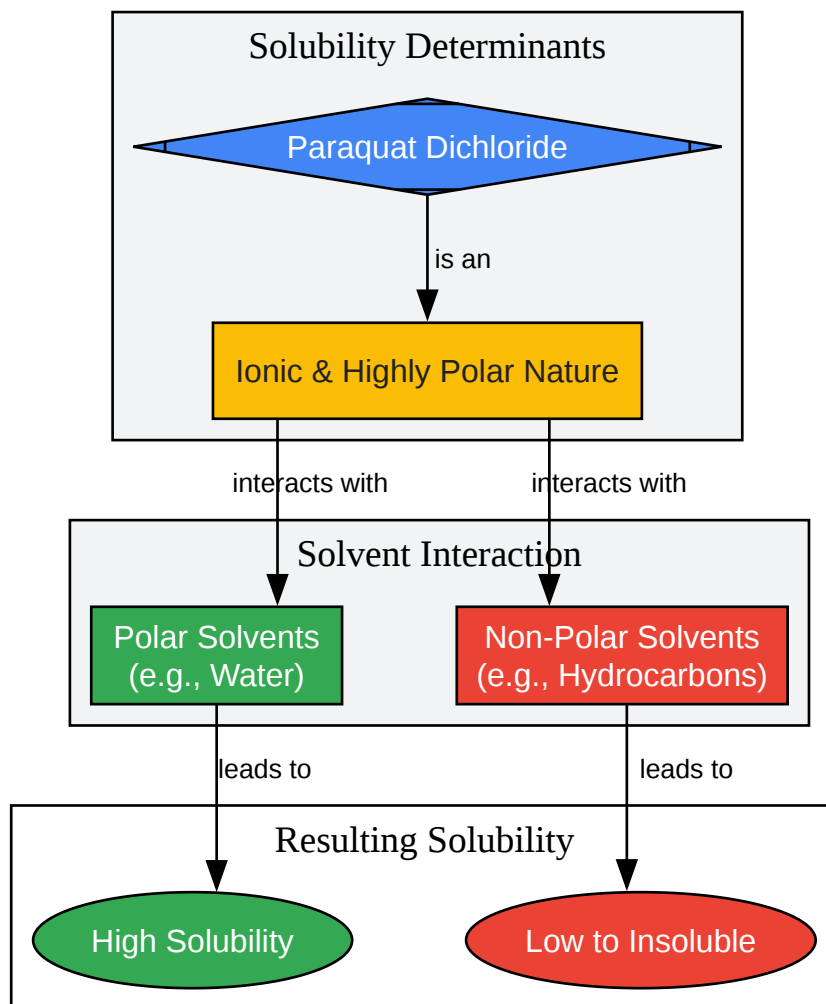 Solubility Determinants
Paraquat Dichloride
is an
Ionic & Highly Polar Nature
interacts with
interacts with
Solvent Interaction
Polar Solvents
(e.g., Water)
Non-Polar Solvents
(e.g., Hydrocarbons)
leads to
leads to
Resulting Solubility
High Solubility
Low to Insoluble